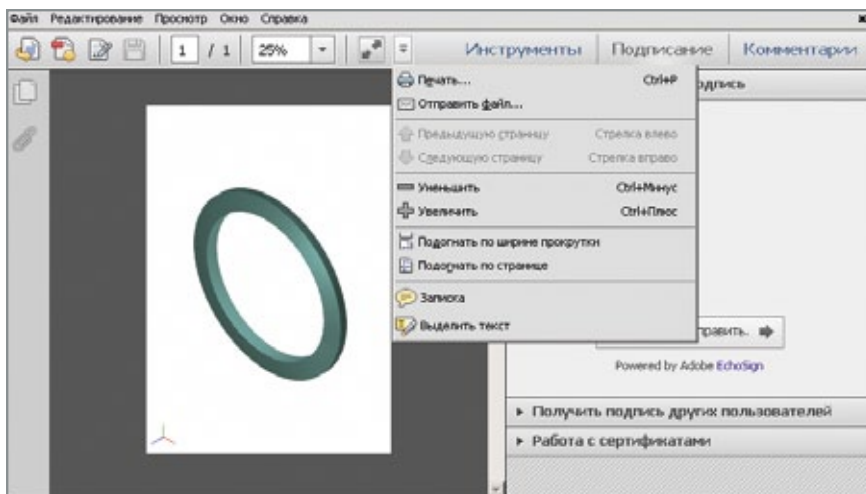 Файл Редактирование Просмотр Окно Справка
1 / 1 25% Инструменты Подписание Комментарии
Печать... Ctrl+P
Отправить файл...
Предыдущую страницу Стрелка влево
Следующую страницу Стрелка вправо
Уменьшить Ctrl+Минус
Увеличить Ctrl+Плюс
Подогнать по ширине прокрутки
Подогнать по странице
Записка
Выделить текст
Powered by Adobe EchoSign
Получить подпись других пользователей
Работа с сертификатами